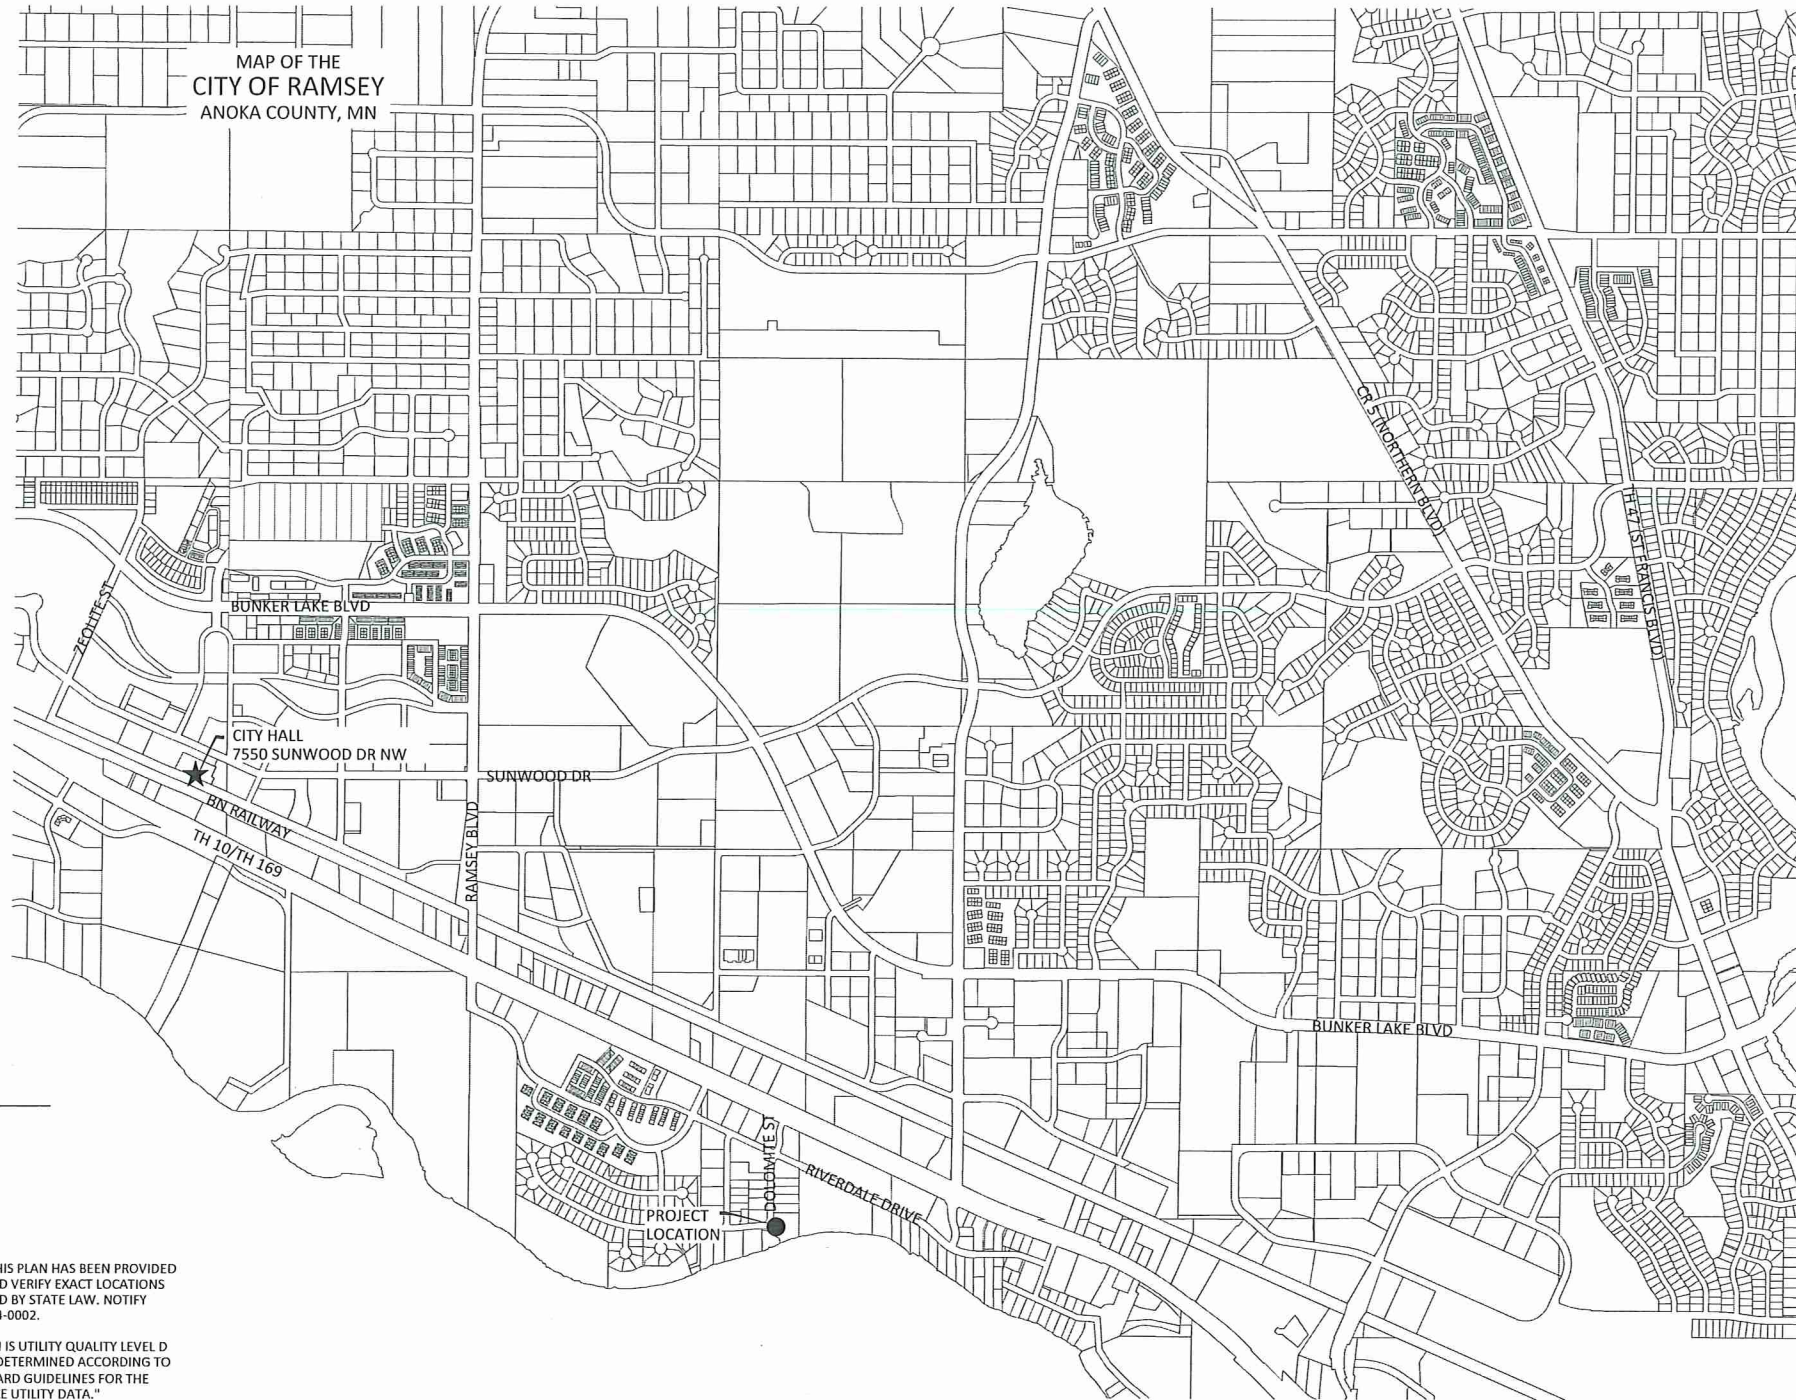 MAP OF THE
CITY OF RAMSEY
ANOKA COUNTY, MN
CR 5 (NORTHERN BLVD)
TH 47 (ST FRANCIS BLVD)
ZEOLITE ST
BUNKER LAKE BLVD
CITY HALL
7550 SUNWOOD DR NW
SUNWOOD DR
BN RAILWAY
TH 10/TH 169
RAMSEY BLVD
BUNKER LAKE BLVD
DOLOMITE ST
RIVERDALE DRIVE
PROJECT
LOCATION
HIS PLAN HAS BEEN PROVIDED
D VERIFY EXACT LOCATIONS
D BY STATE LAW. NOTIFY
-0002.
IS UTILITY QUALITY LEVEL D
DETERMINED ACCORDING TO
ARD GUIDELINES FOR THE
E UTILITY DATA."